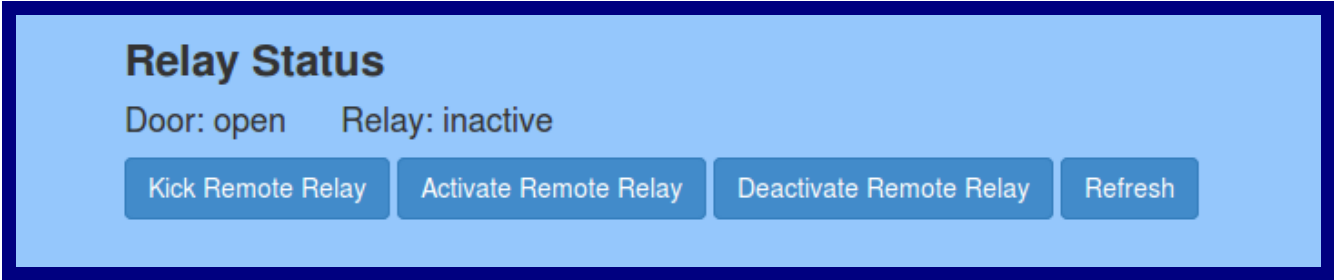 Relay Status
Door: open Relay: inactive
Kick Remote Relay Activate Remote Relay Deactivate Remote Relay Refresh